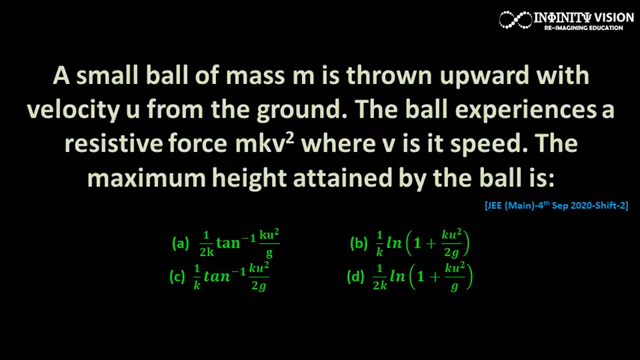 INFINITY VISION
RE-IMAGINING EDUCATION
A small ball of mass m is thrown upward with
velocity u from the ground. The ball experiences a
resistive force mkv² where v is it speed. The
maximum height attained by the ball is:
[JEE (Main)-4th Sep 2020-Shift-2]
(a) 1/2k tan⁻¹ ku²/g (b) 1/k ln(1 + ku²/2g)
(c) 1/k tan⁻¹ ku²/2g (d) 1/2k ln(1 + ku²/g)